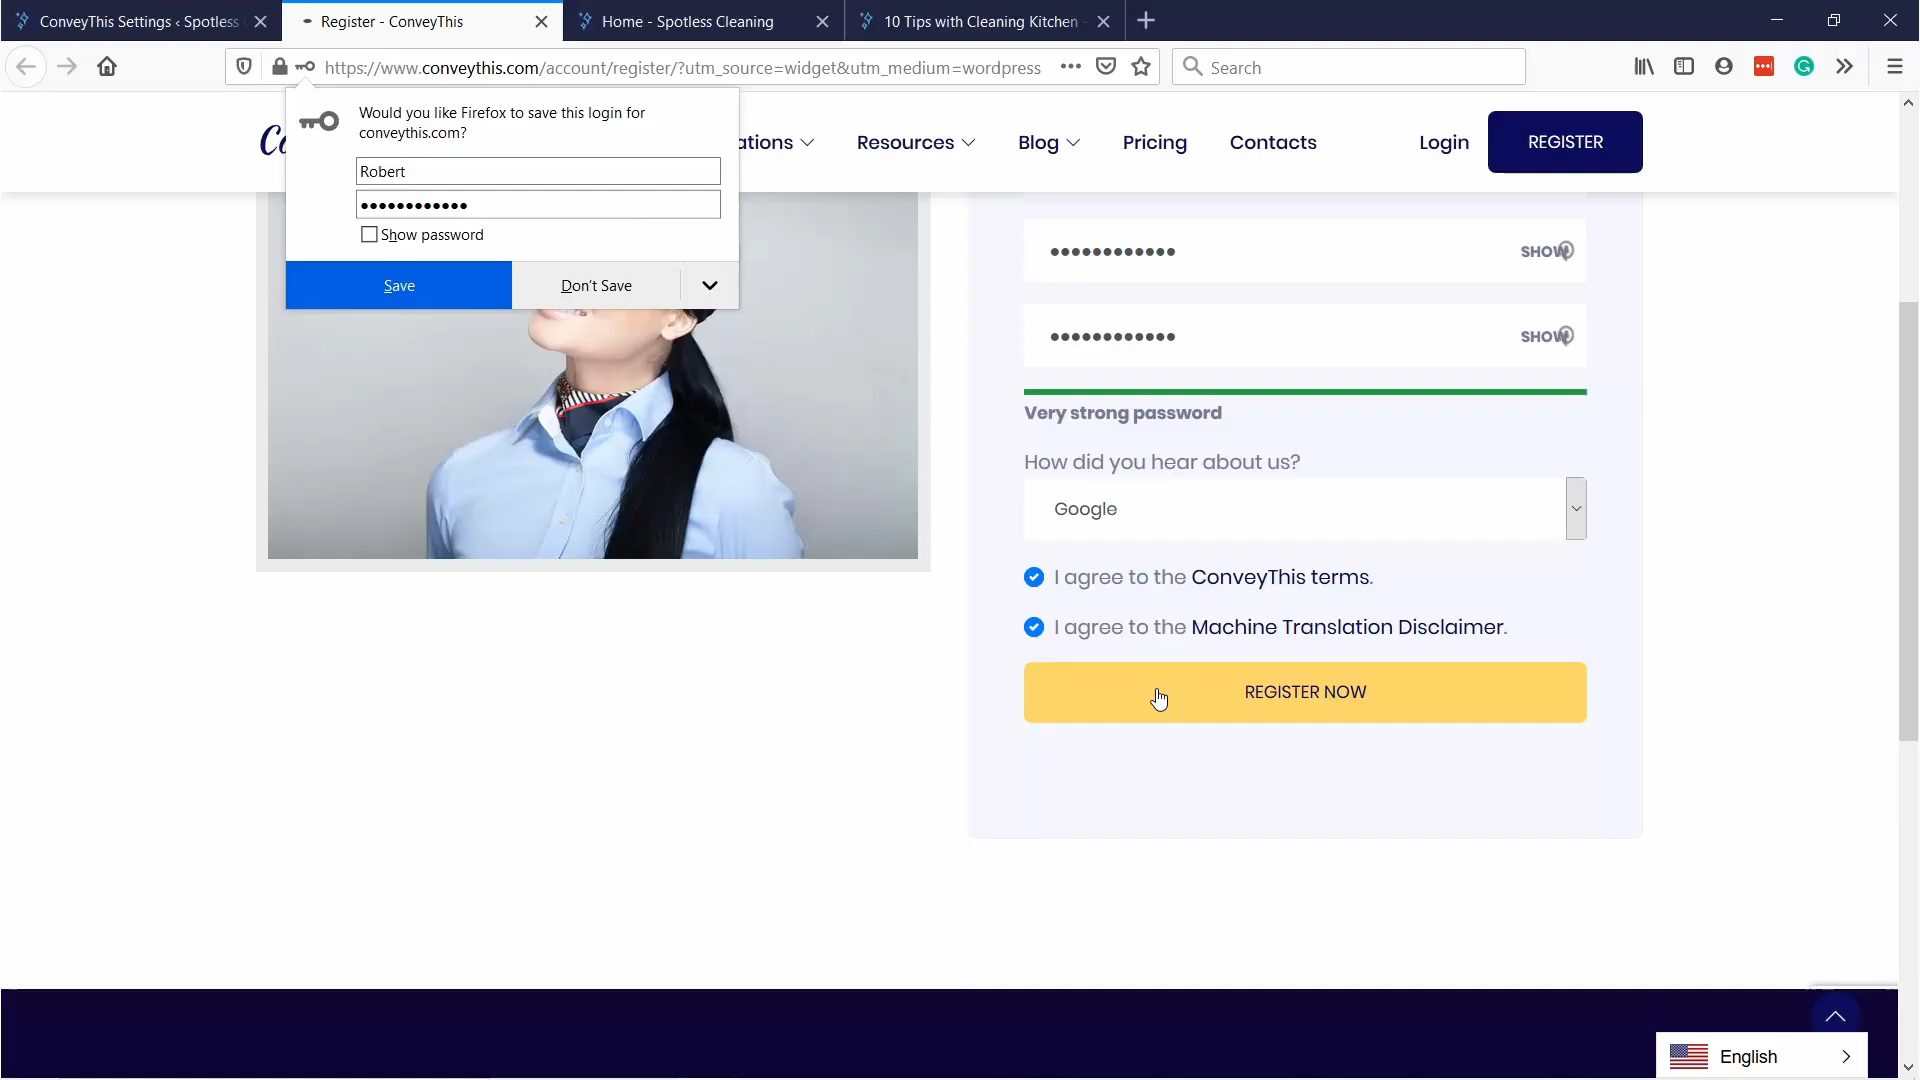 ConveyThis Settings ‹ Spotless
Register - ConveyThis
Home - Spotless Cleaning
10 Tips with Cleaning Kitchen -
https://www.conveythis.com/account/register/?utm_source=widget&utm_medium=wordpress
Search
Would you like Firefox to save this login for
conveythis.com?
Robert
••••••••••••
Show password
Save
Don't Save
Resources
Blog
Pricing
Contacts
Login
REGISTER
••••••••••••
SHOW
••••••••••••
SHOW
Very strong password
How did you hear about us?
Google
I agree to the ConveyThis terms.
I agree to the Machine Translation Disclaimer.
REGISTER NOW
English